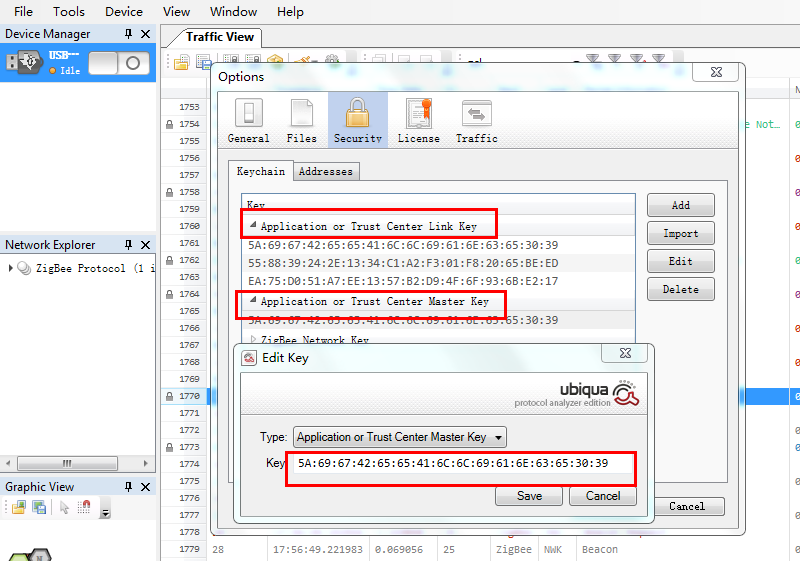 File Tools Device View Window Help
Device Manager
Traffic View
USB---
Idle
Options
General Files Security License Traffic
Keychain Addresses
Key
Application or Trust Center Link Key
5A:69:67:42:65:65:41:6C:6C:69:61:6E:63:65:30:39
55:88:39:24:2E:13:34:C1:A2:F3:01:F8:20:65:BE:ED
EA:75:D0:51:A7:EE:13:57:B2:D9:4F:6F:93:6B:E2:17
Application or Trust Center Master Key
5A:69:67:42:65:65:41:6C:6C:69:61:6E:63:65:30:39
ZigBee Network Key
Add
Import
Edit
Delete
Cancel
Network Explorer
ZigBee Protocol (1 i
Graphic View
Edit Key
ubiqua
protocol analyzer edition
Type: Application or Trust Center Master Key
Key 5A:69:67:42:65:65:41:6C:6C:69:61:6E:63:65:30:39
Save Cancel
1753
1754 e Not…
1755
1756
1757
1758
1759
1760
1761
1762
1763
1764
1765
1766
1767
1768
1769
1770
1771
1772
1773
1774
1775
1776
1777
1778
1779 28 17:56:49.221983 0.069056 25 ZigBee NWK Beacon